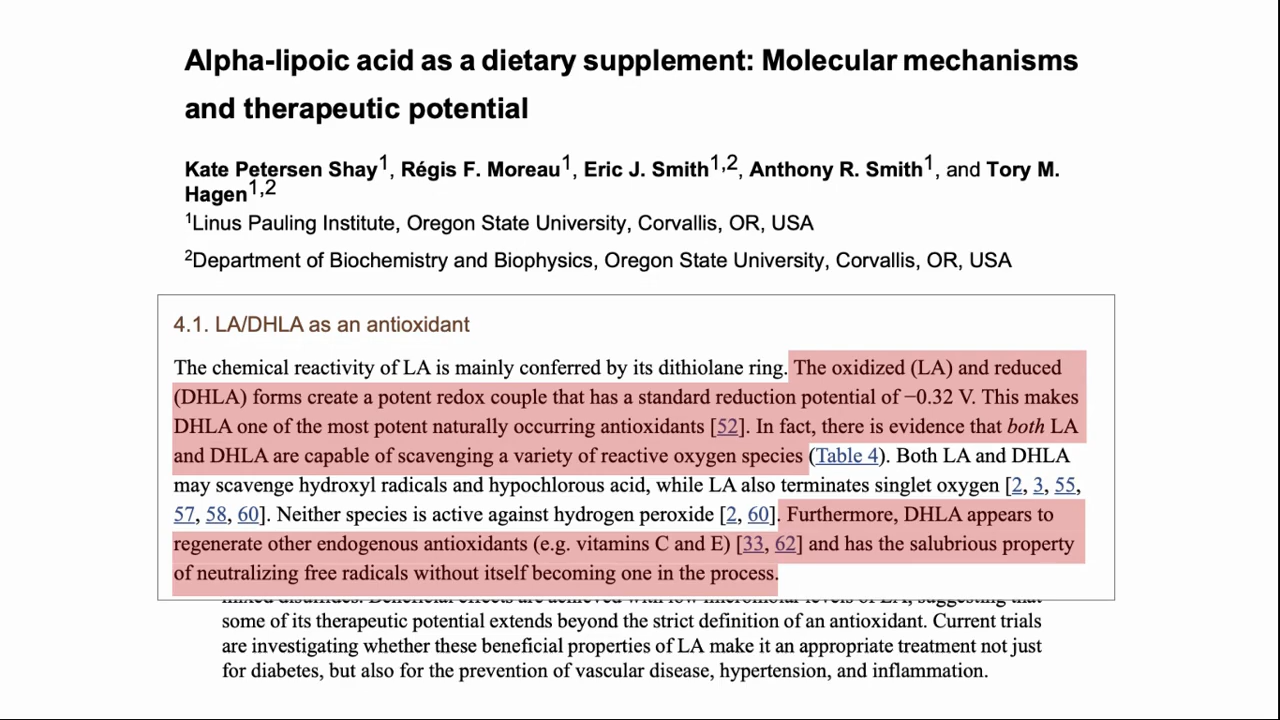 Alpha-lipoic acid as a dietary supplement: Molecular mechanisms
and therapeutic potential
Kate Petersen Shay1, Régis F. Moreau1, Eric J. Smith1,2, Anthony R. Smith1, and Tory M.
Hagen1,2
1Linus Pauling Institute, Oregon State University, Corvallis, OR, USA
2Department of Biochemistry and Biophysics, Oregon State University, Corvallis, OR, USA
4.1. LA/DHLA as an antioxidant
The chemical reactivity of LA is mainly conferred by its dithiolane ring. The oxidized (LA) and reduced
(DHLA) forms create a potent redox couple that has a standard reduction potential of −0.32 V. This makes
DHLA one of the most potent naturally occurring antioxidants [52]. In fact, there is evidence that both LA
and DHLA are capable of scavenging a variety of reactive oxygen species (Table 4). Both LA and DHLA
may scavenge hydroxyl radicals and hypochlorous acid, while LA also terminates singlet oxygen [2, 3, 55,
57, 58, 60]. Neither species is active against hydrogen peroxide [2, 60]. Furthermore, DHLA appears to
regenerate other endogenous antioxidants (e.g. vitamins C and E) [33, 62] and has the salubrious property
of neutralizing free radicals without itself becoming one in the process.
some of its therapeutic potential extends beyond the strict definition of an antioxidant. Current trials
are investigating whether these beneficial properties of LA make it an appropriate treatment not just
for diabetes, but also for the prevention of vascular disease, hypertension, and inflammation.